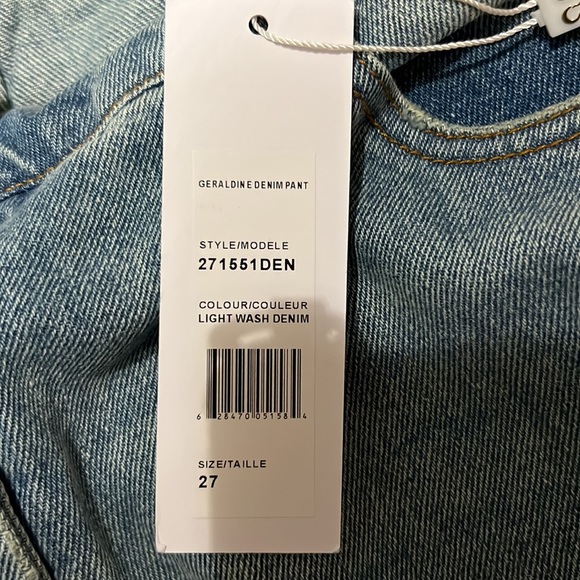 GERALDINE DENIM PANT
STYLE/MODELE
271551DEN
COLOUR/COULEUR
LIGHT WASH DENIM
6 28470 05158 4
SIZE/TAILLE
27